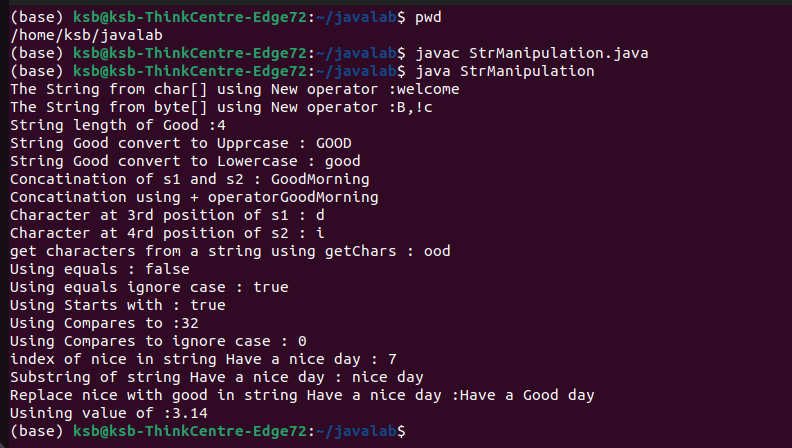 (base) ksb@ksb-ThinkCentre-Edge72:~/javalab$ pwd
/home/ksb/javalab
(base) ksb@ksb-ThinkCentre-Edge72:~/javalab$ javac StrManipulation.java
(base) ksb@ksb-ThinkCentre-Edge72:~/javalab$ java StrManipulation
The String from char[] using New operator :welcome
The String from byte[] using New operator :B,!c
String length of Good :4
String Good convert to Upprcase : GOOD
String Good convert to Lowercase : good
Concatination of s1 and s2 : GoodMorning
Concatination using + operatorGoodMorning
Character at 3rd position of s1 : d
Character at 4rd position of s2 : i
get characters from a string using getChars : ood
Using equals : false
Using equals ignore case : true
Using Starts with : true
Using Compares to :32
Using Compares to ignore case : 0
index of nice in string Have a nice day : 7
Substring of string Have a nice day : nice day
Replace nice with good in string Have a nice day :Have a Good day
Usining value of :3.14
(base) ksb@ksb-ThinkCentre-Edge72:~/javalab$